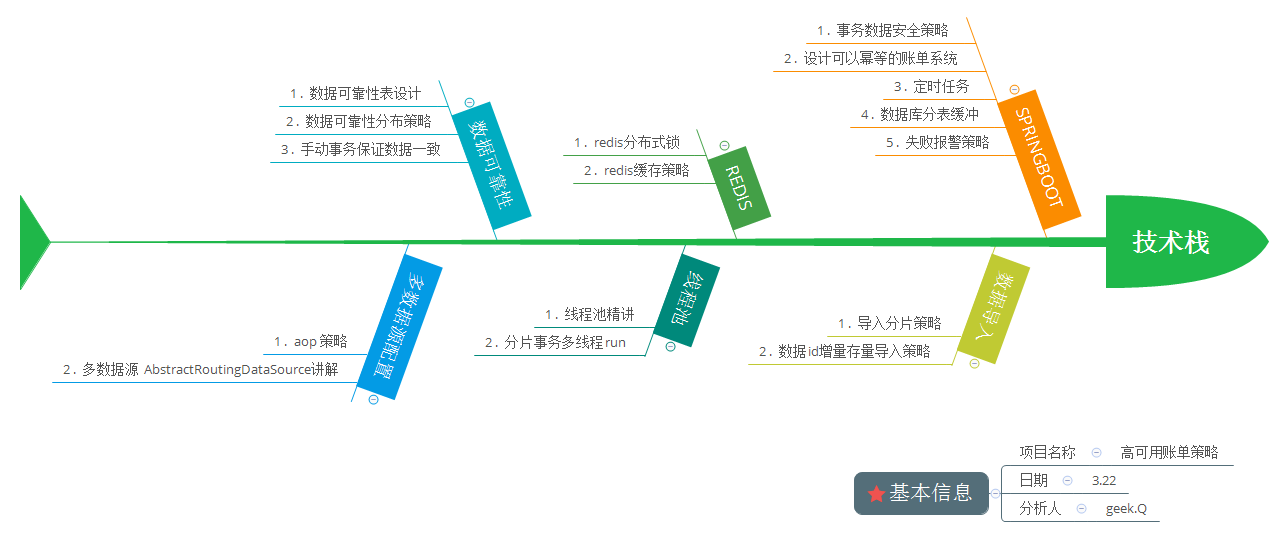 1. 事务数据安全策略
2. 设计可以幂等的账单系统
3. 定时任务
4. 数据库分表缓冲
5. 失败报警策略
SPRINGBOOT
1. redis分布式锁
2. redis缓存策略
REDIS
1. 数据可靠性表设计
2. 数据可靠性分布策略
3. 手动事务保证数据一致
数据可靠性
技术栈
1. aop 策略
2. 多数据源 AbstractRoutingDataSource讲解
多数据源配置
1. 线程池精讲
2. 分片事务多线程run
线程池
1. 导入分片策略
2. 数据id增量存量导入策略
数据导入
基本信息
项目名称 高可用账单策略
日期 3.22
分析人 geek.Q